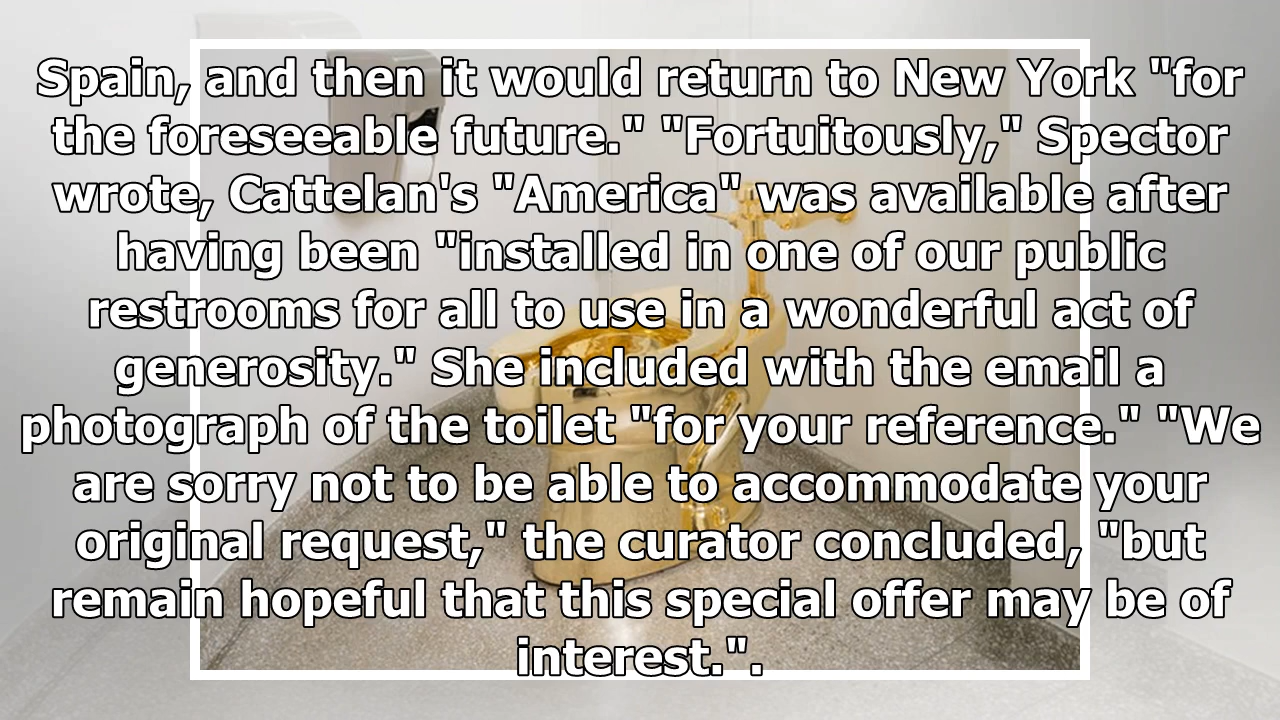 Spain, and then it would return to New York "for
the foreseeable future." "Fortuitously," Spector
wrote, Cattelan's "America" was available after
having been "installed in one of our public
restrooms for all to use in a wonderful act of
generosity." She included with the email a
photograph of the toilet "for your reference." "We
are sorry not to be able to accommodate your
original request," the curator concluded, "but
remain hopeful that this special offer may be of
interest.".